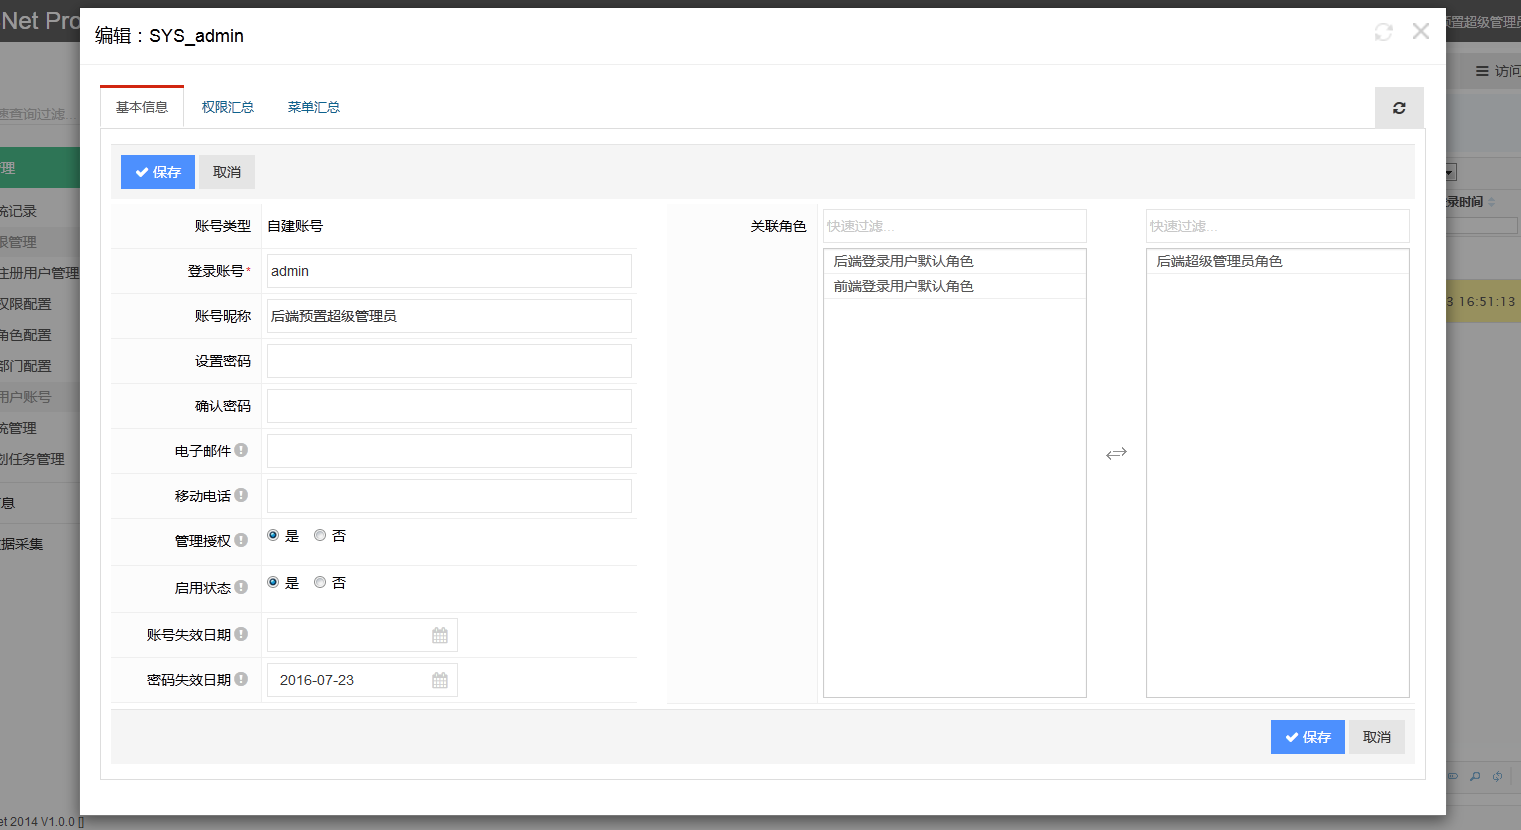 Net Pro
编辑：SYS_admin
预置超级管理员
访问
速查询过滤...
基本信息 权限汇总 菜单汇总
保存 取消
理
统记录
限管理
注册用户管理
权限配置
角色配置
部门配置
用户账号
统管理
划任务管理
息
据采集
账号类型 自建账号
登录账号* admin
账号昵称 后端预置超级管理员
设置密码
确认密码
电子邮件
移动电话
管理授权 是 否
启用状态 是 否
账号失效日期
密码失效日期 2016-07-23
关联角色 快速过滤... 快速过滤...
后端登录用户默认角色 后端超级管理员角色
前端登录用户默认角色
录时间
3 16:51:13
保存 取消
et 2014 V1.0.0 []